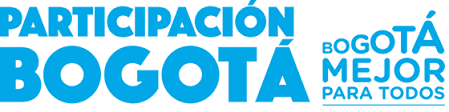 PARTICIPACIÓN
BOGOTÁ
BOGOTÁ
MEJOR
PARA TODOS